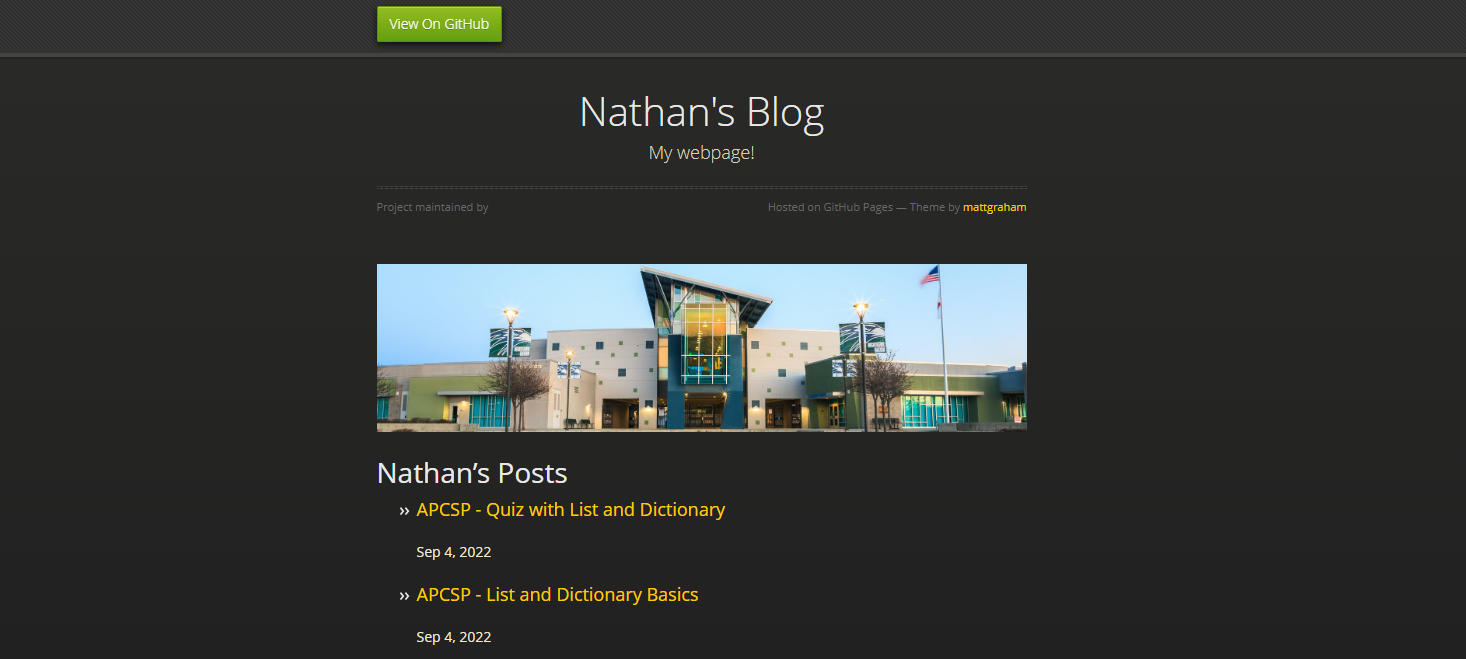 View On GitHub
Nathan's Blog
My webpage!
Project maintained by
Hosted on GitHub Pages — Theme by mattgraham
Nathan’s Posts
›› APCSP - Quiz with List and Dictionary
Sep 4, 2022
›› APCSP - List and Dictionary Basics
Sep 4, 2022